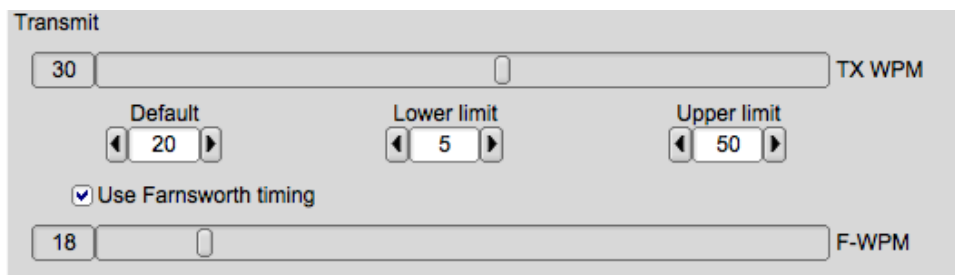 Transmit
30 TX WPM
Default Lower limit Upper limit
20 5 50
Use Farnsworth timing
18 F-WPM